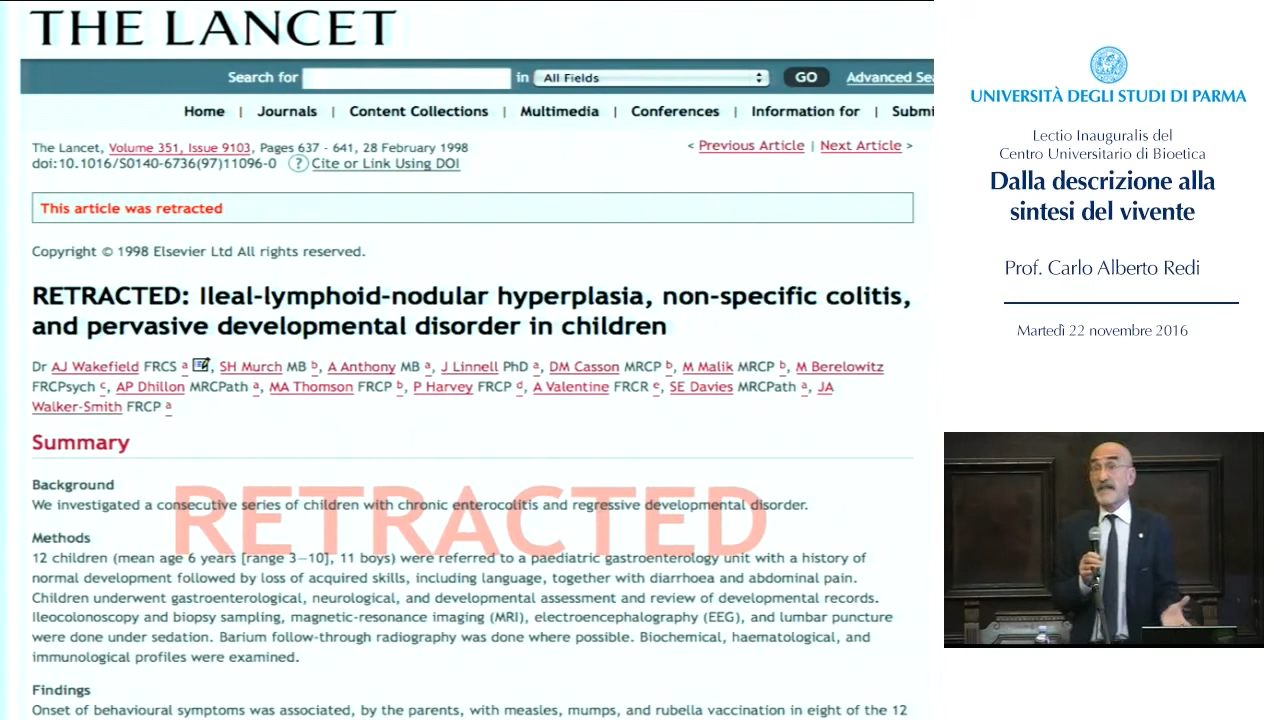 THE LANCET
Search for in All Fields GO Advanced Sea
Home | Journals | Content Collections | Multimedia | Conferences | Information for | Submi
The Lancet, Volume 351, Issue 9103, Pages 637 - 641, 28 February 1998
< Previous Article | Next Article >
doi:10.1016/S0140-6736(97)11096-0 ? Cite or Link Using DOI
This article was retracted
Copyright © 1998 Elsevier Ltd All rights reserved.
RETRACTED: Ileal-lymphoid-nodular hyperplasia, non-specific colitis,
and pervasive developmental disorder in children
Dr AJ Wakefield FRCS a, SH Murch MB b, A Anthony MB a, J Linnell PhD a, DM Casson MRCP b, M Malik MRCP b, M Berelowitz
FRCPsych c, AP Dhillon MRCPath a, MA Thomson FRCP b, P Harvey FRCP d, A Valentine FRCR e, SE Davies MRCPath a, JA
Walker-Smith FRCP a
Summary
Background
We investigated a consecutive series of children with chronic enterocolitis and regressive developmental disorder.
RETRACTED
Methods
12 children (mean age 6 years [range 3—10], 11 boys) were referred to a paediatric gastroenterology unit with a history of
normal development followed by loss of acquired skills, including language, together with diarrhoea and abdominal pain.
Children underwent gastroenterological, neurological, and developmental assessment and review of developmental records.
Ileocolonoscopy and biopsy sampling, magnetic-resonance imaging (MRI), electroencephalography (EEG), and lumbar puncture
were done under sedation. Barium follow-through radiography was done where possible. Biochemical, haematological, and
immunological profiles were examined.
Findings
Onset of behavioural symptoms was associated, by the parents, with measles, mumps, and rubella vaccination in eight of the 12
UNIVERSITÀ DEGLI STUDI DI PARMA
Lectio Inauguralis del
Centro Universitario di Bioetica
Dalla descrizione alla
sintesi del vivente
Prof. Carlo Alberto Redi
Martedì 22 novembre 2016